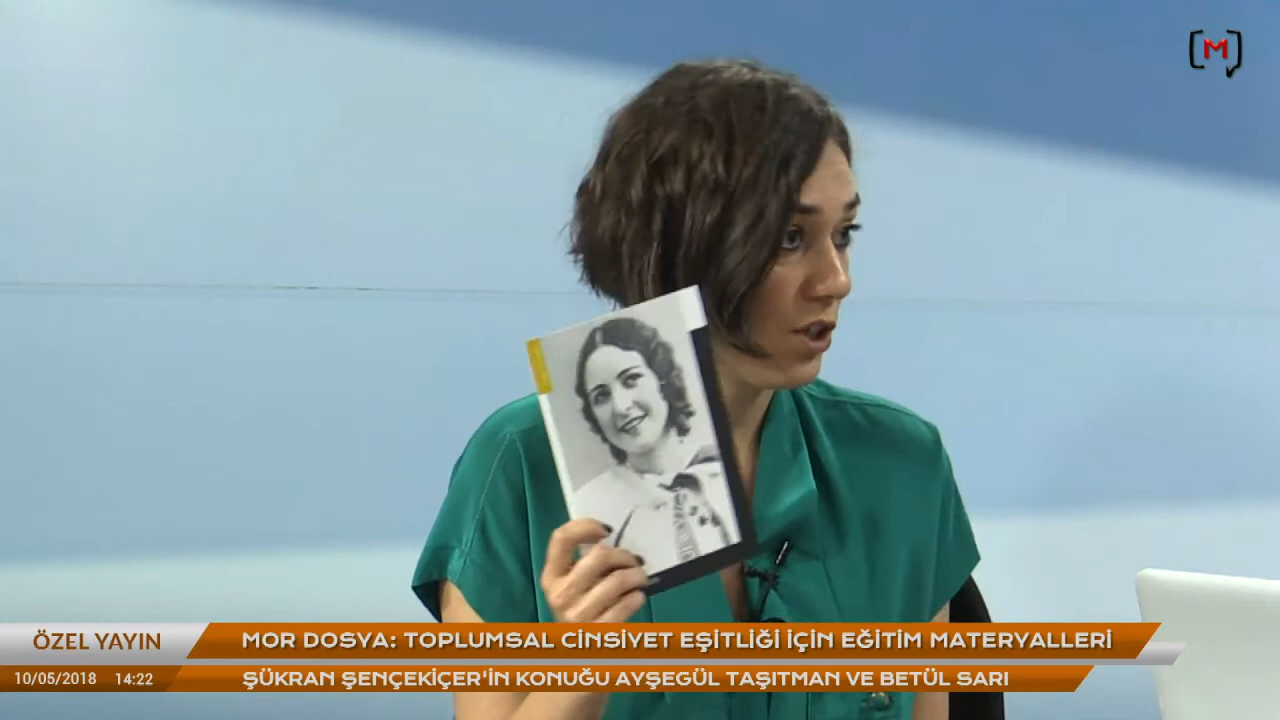 [M]
ÖZEL YAYIN
MOR DOSYA: TOPLUMSAL CİNSİYET EŞİTLİĞİ İÇİN EĞİTİM MATERYALLERİ
10/05/2018 14:22
ŞÜKRAN ŞENÇEKİÇER'İN KONUĞU AYŞEGÜL TAŞITMAN VE BETÜL SARI